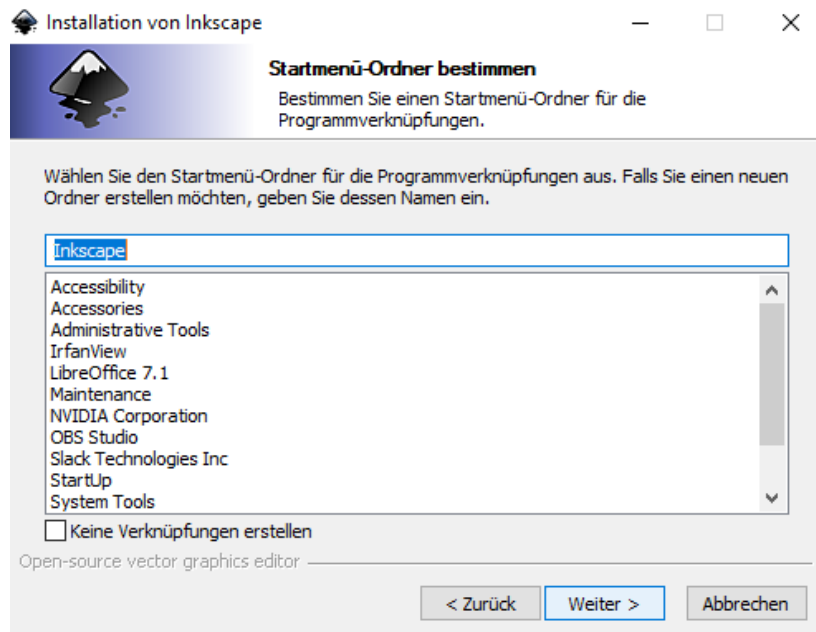 Installation von Inkscape
Startmenü-Ordner bestimmen
Bestimmen Sie einen Startmenü-Ordner für die
Programmverknüpfungen.
Wählen Sie den Startmenü-Ordner für die Programmverknüpfungen aus. Falls Sie einen neuen
Ordner erstellen möchten, geben Sie dessen Namen ein.
Inkscape
Accessibility
Accessories
Administrative Tools
IrfanView
LibreOffice 7.1
Maintenance
NVIDIA Corporation
OBS Studio
Slack Technologies Inc
StartUp
System Tools
Keine Verknüpfungen erstellen
Open-source vector graphics editor
< Zurück Weiter > Abbrechen